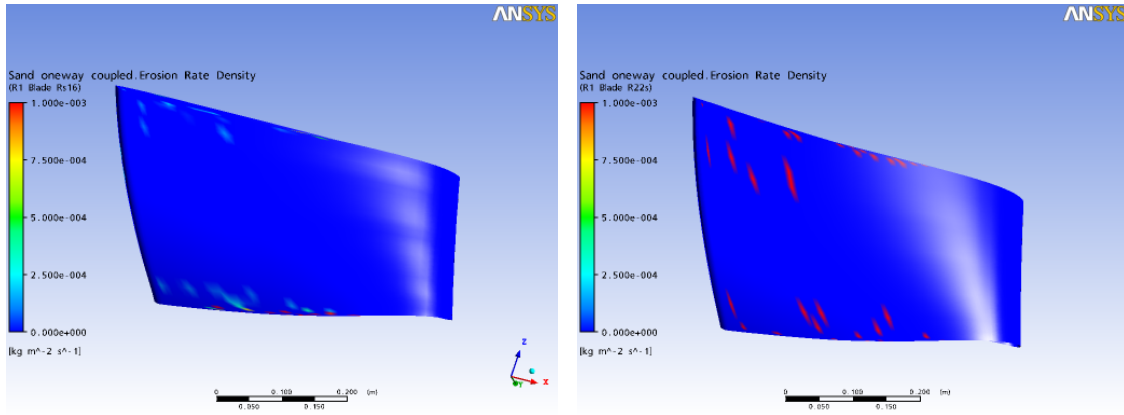 ANSYS
Sand oneway coupled.Erosion Rate Density
(R1 Blade Rs16)
1.000e-003
7.500e-004
5.000e-004
2.500e-004
0.000e+000
[kg m^-2 s^-1]
0 0.100 0.200 (m)
0.050 0.150
Z
X
Y
ANSYS
Sand oneway coupled.Erosion Rate Density
(R1 Blade R22s)
1.000e-003
7.500e-004
5.000e-004
2.500e-004
0.000e+000
[kg m^-2 s^-1]
0 0.100 0.200 (m)
0.050 0.150